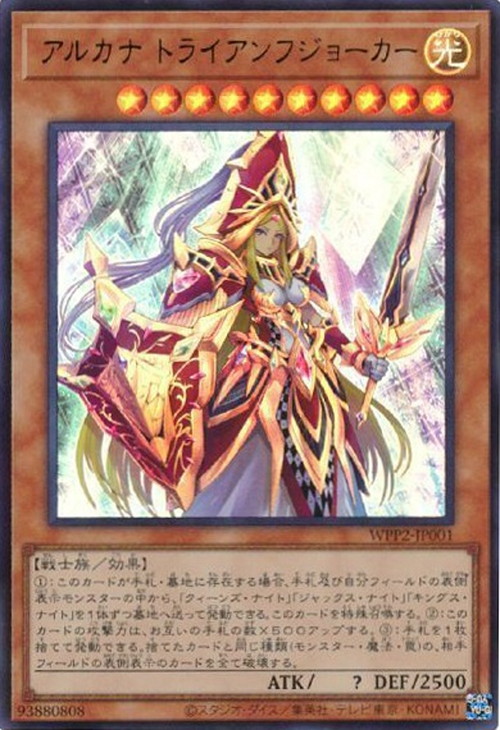 アルカナ トライアンフジョーカー
光
WPP2-JP001
【戦士族/効果】
①:このカードが手札・墓地に存在する場合、手札及び自分フィールドの表側
表示モンスターの中から、「クィーンズ・ナイト」「ジャックス・ナイト」「キングス・
ナイト」を1体ずつ墓地へ送って発動できる。このカードを特殊召喚する。②:こ
のカードの攻撃力は、お互いの手札の数×500アップする。③:手札を1枚
捨てて発動できる。捨てたカードと同じ種類(モンスター・魔法・罠)の、相手
フィールドの表側表示のカードを全て破壊する。
ATK/ ? DEF/2500
93880808
©スタジオ・ダイス/集英社・テレビ東京・KONAMI